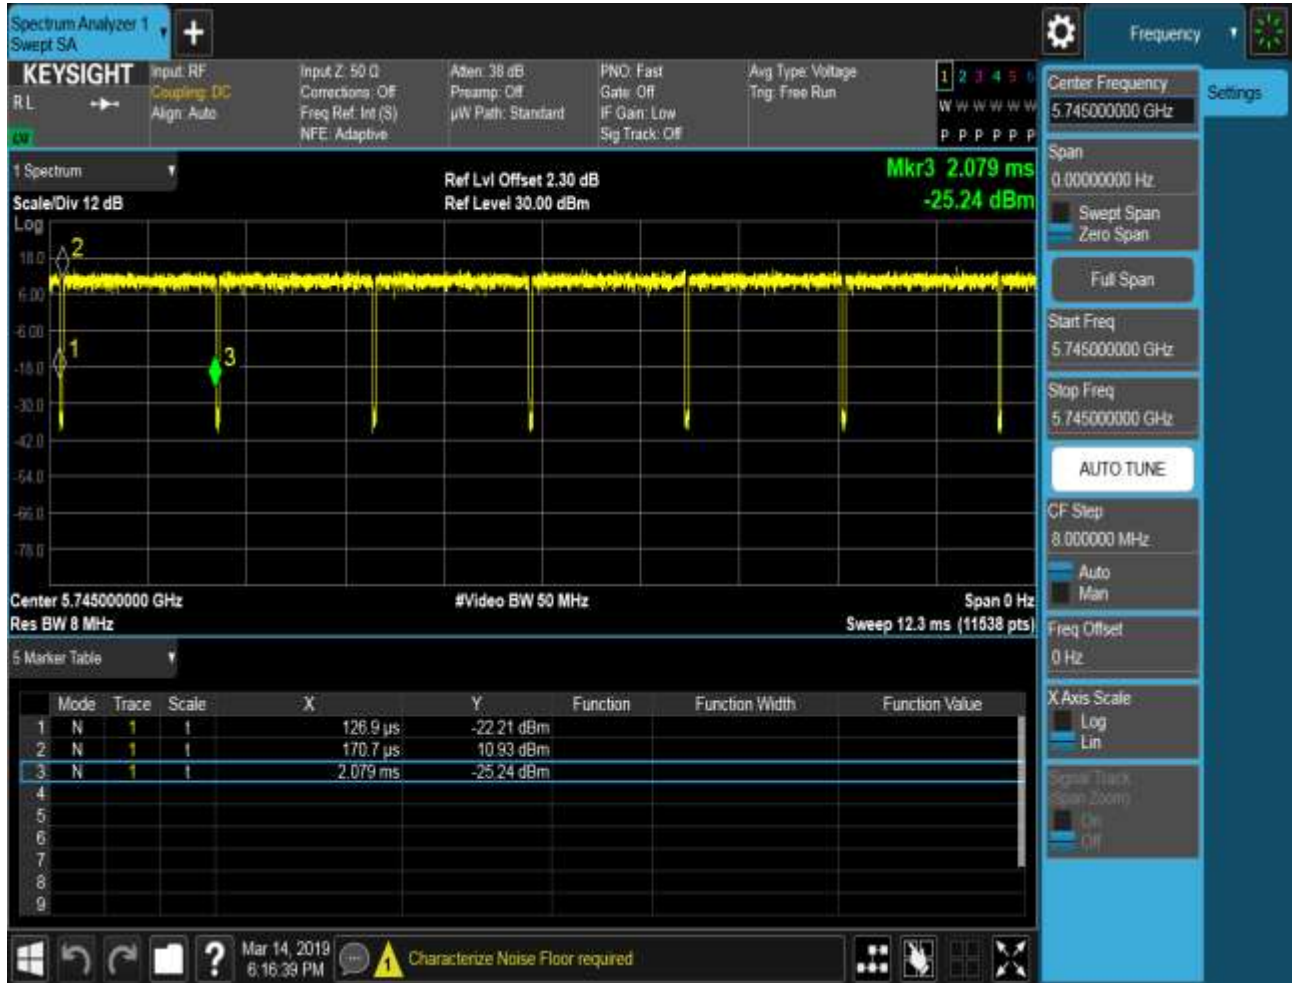 Spectrum Analyzer 1
Swept SA
Frequency
KEYSIGHT
RL
Input: RF
Coupling: DC
Align: Auto
Input Z: 50 Ω
Corrections: Off
Freq Ref: Int (S)
NFE: Adaptive
Atten: 38 dB
Preamp: Off
µW Path: Standard
PNO: Fast
Gate: Off
IF Gain: Low
Sig Track: Off
Avg Type: Voltage
Trig: Free Run
1 2 3 4 5 6
W W W W W W
P P P P P P
1 Spectrum
Scale/Div 12 dB
Ref Lvl Offset 2.30 dB
Ref Level 30.00 dBm
Mkr3 2.079 ms
-25.24 dBm
Log
18.0
6.00
-6.00
-18.0
-30.0
-42.0
-54.0
-66.0
-78.0
2
1
3
Center 5.745000000 GHz
Res BW 8 MHz
#Video BW 50 MHz
Span 0 Hz
Sweep 12.3 ms (11538 pts)
5 Marker Table
Mode Trace Scale X Y Function Function Width Function Value
1 N 1 t 126.9 µs -22.21 dBm
2 N 1 t 170.7 µs 10.93 dBm
3 N 1 t 2.079 ms -25.24 dBm
4
5
6
7
8
9
Center Frequency
5.745000000 GHz
Settings
Span
0.00000000 Hz
Swept Span
Zero Span
Full Span
Start Freq
5.745000000 GHz
Stop Freq
5.745000000 GHz
AUTO TUNE
CF Step
8.000000 MHz
Auto
Man
Freq Offset
0 Hz
X Axis Scale
Log
Lin
Signal Track
(Span Zoom)
On
Off
?
Mar 14, 2019
6:16:39 PM
1
Characterize Noise Floor required